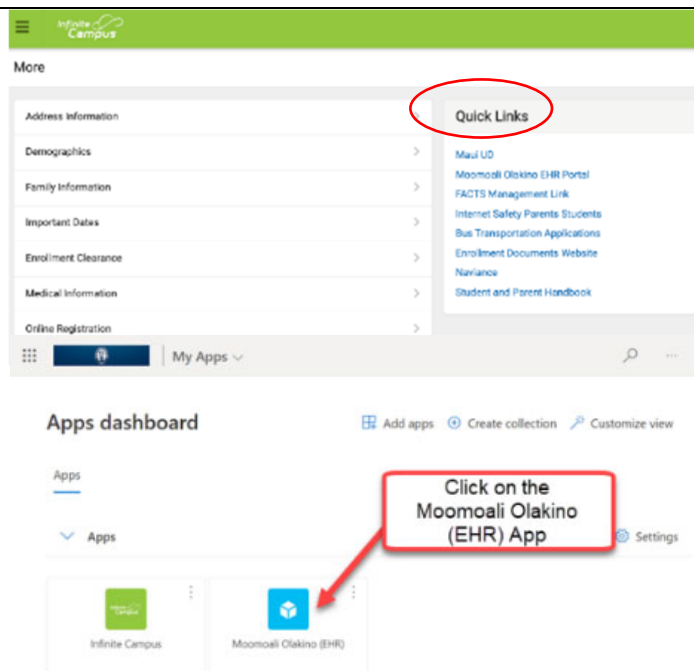 Infinite
Campus
More
Address Information
Demographics
Family Information
Important Dates
Enrollment Clearance
Medical Information
Online Registration
Quick Links
Maui UD
Moomoali Olakino EHR Portal
FACTS Management Link
Internet Safety Parents Students
Bus Transportation Applications
Enrollment Documents Website
Naviance
Student and Parent Handbook
My Apps
Apps dashboard
Add apps
Create collection
Customize view
Apps
Click on the
Moomoali Olakino
(EHR) App
Apps
Settings
Infinite Campus
Moomoali Olakino (EHR)